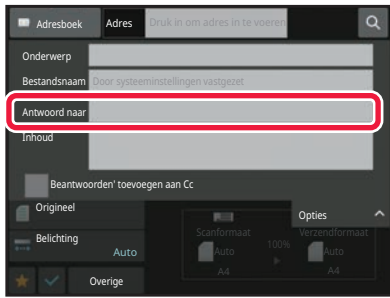 Adresboek
Adres
Druk in om adres in te voeren
Onderwerp
Bestandsnaam
Door systeeminstellingen vastgezet
Antwoord naar
Inhoud
Beantwoorden' toevoegen aan Cc
Origineel
Opties
Belichting
Auto
Scanformaat
Verzendformaat
Auto
100%
Auto
A4
A4
Overige